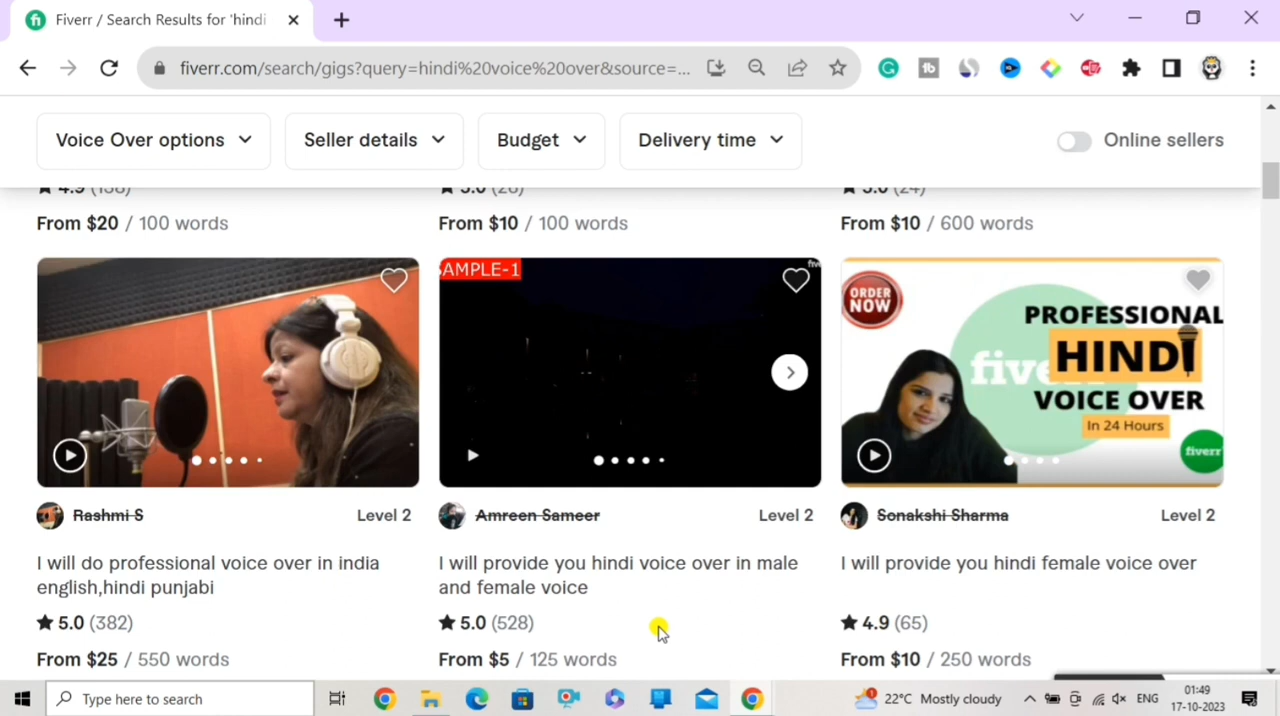 Fiverr / Search Results for 'hindi
fiverr.com/search/gigs?query=hindi%20voice%20over&source=...
Voice Over options
Seller details
Budget
Delivery time
Online sellers
From $20 / 100 words
From $10 / 100 words
From $10 / 600 words
AMPLE-1
ORDER NOW
PROFESSIONAL
HINDI
VOICE OVER
In 24 Hours
fiverr
Rashmi S Level 2
Amreen Sameer Level 2
Sonakshi Sharma Level 2
I will do professional voice over in india
english,hindi punjabi
I will provide you hindi voice over in male
and female voice
I will provide you hindi female voice over
5.0 (382)
5.0 (528)
4.9 (65)
From $25 / 550 words
From $5 / 125 words
From $10 / 250 words
Type here to search
22°C Mostly cloudy
ENG
01:49
17-10-2023